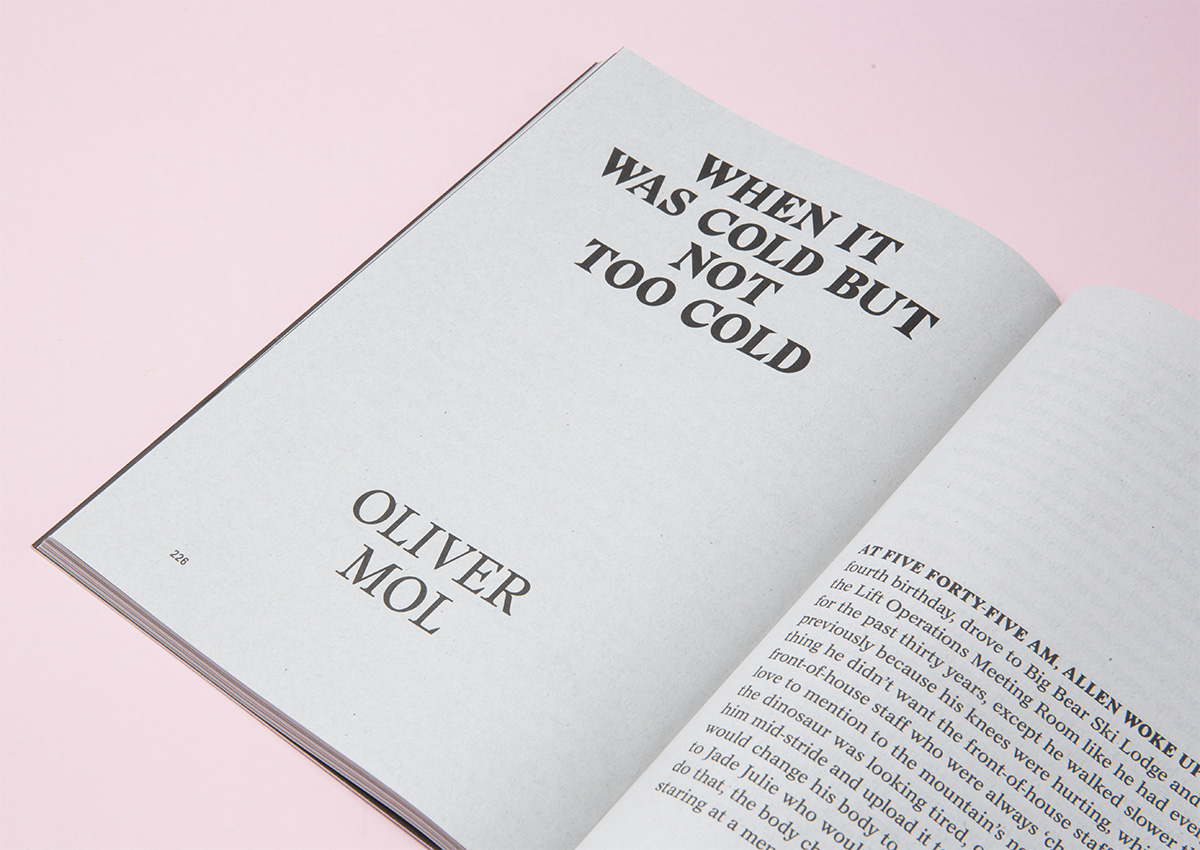 WHEN IT
WAS COLD BUT
NOT
TOO COLD
OLIVER
MOL
226
AT FIVE FORTY-FIVE AM, ALLEN WOKE UP
fourth birthday, drove to Big Bear Ski Lodge and
the Lift Operations Meeting Room like he had
for the past thirty years, except he walked slower
previously because his knees were hurting,
thing he didn't want the front-of-house
front-of-house staff who were always
love to mention to the mountain's
the dinosaur was looking tired,
him mid-stride and upload it
would change his body to
to Jade Julie who would
do that, the body
staring at a